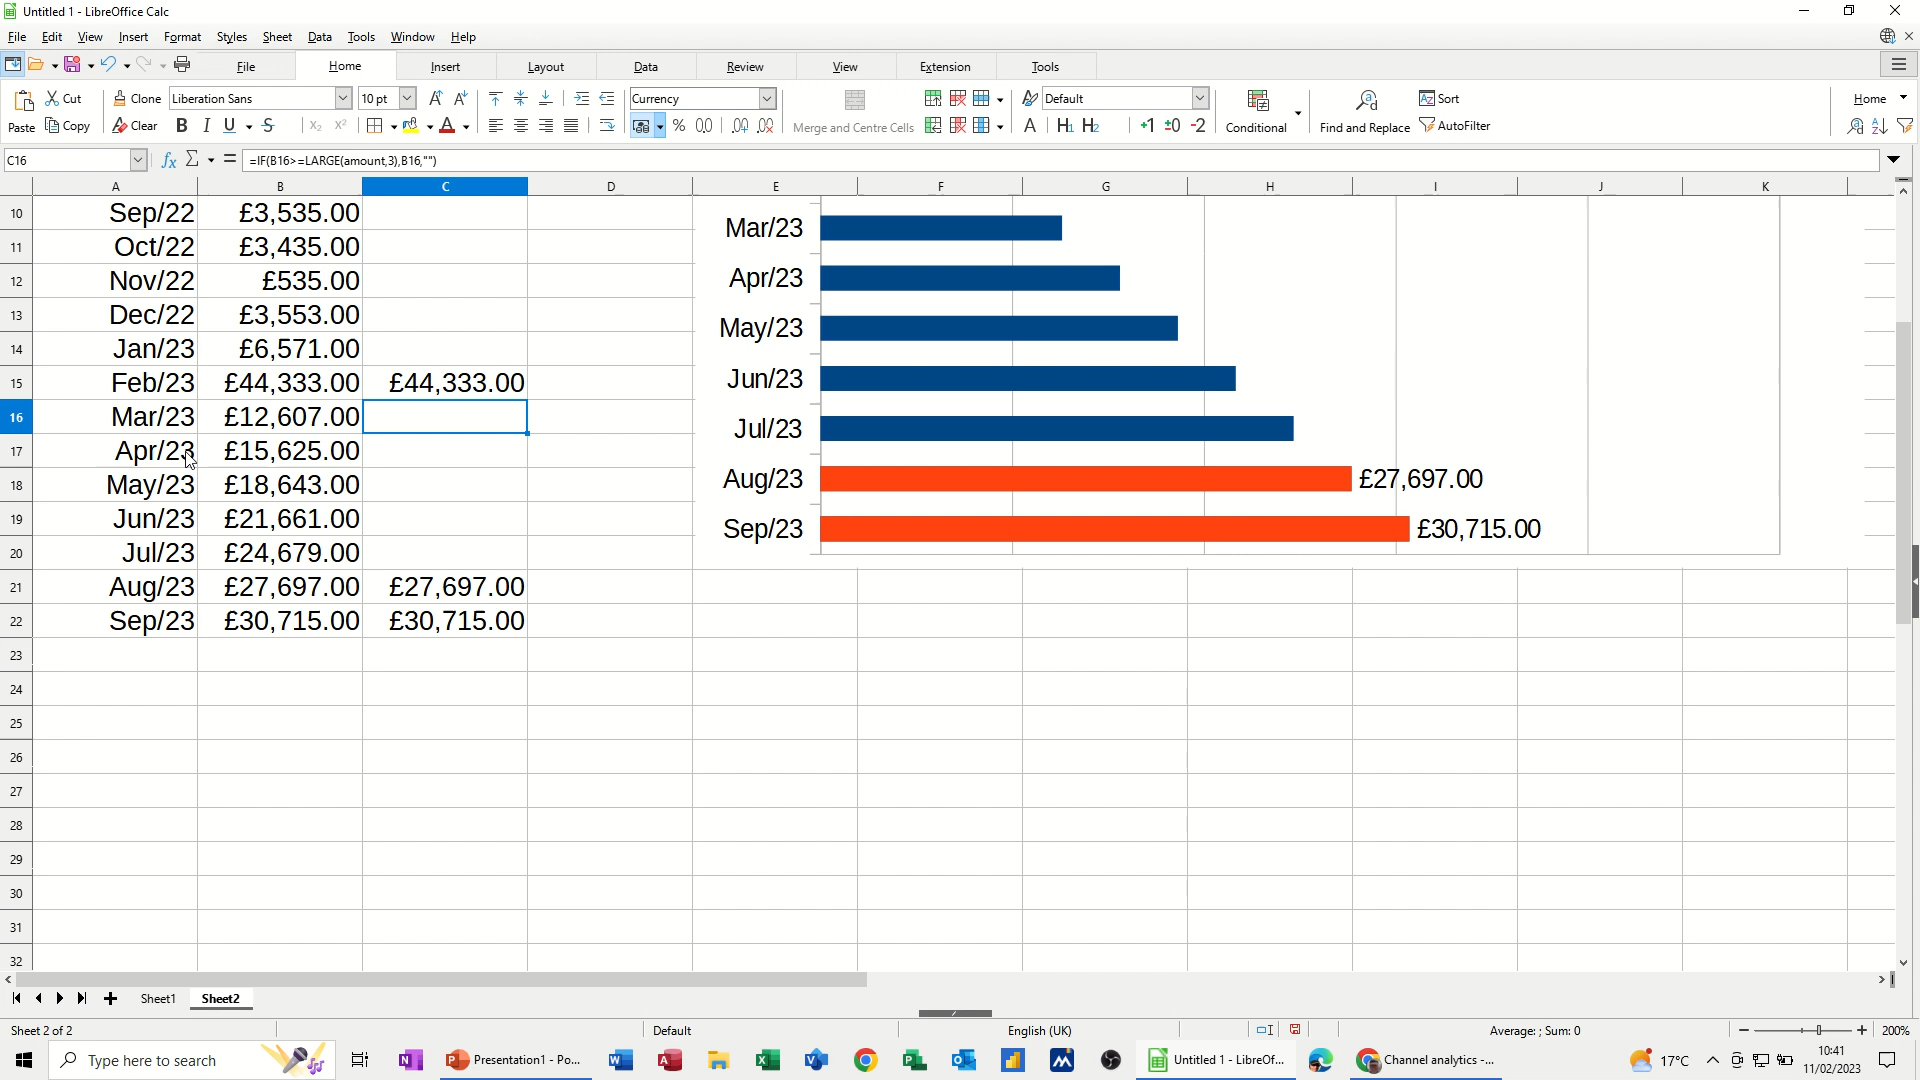 Untitled 1 - LibreOffice Calc
File Edit View Insert Format Styles Sheet Data Tools Window Help
File Home Insert Layout Data Review View Extension Tools
Cut Clone Liberation Sans 10 pt Currency Default Sort Home
Paste Copy Clear B I U S Merge and Centre Cells Conditional Find and Replace AutoFilter
C16 =IF(B16>=LARGE(amount,3),B16,"")
A B C D E F G H I J K
10 Sep/22 £3,535.00
11 Oct/22 £3,435.00
12 Nov/22 £535.00
13 Dec/22 £3,553.00
14 Jan/23 £6,571.00
15 Feb/23 £44,333.00 £44,333.00
16 Mar/23 £12,607.00
17 Apr/23 £15,625.00
18 May/23 £18,643.00
19 Jun/23 £21,661.00
20 Jul/23 £24,679.00
21 Aug/23 £27,697.00 £27,697.00
22 Sep/23 £30,715.00 £30,715.00
23
24
25
26
27
28
29
30
31
32
Mar/23
Apr/23
May/23
Jun/23
Jul/23
Aug/23 £27,697.00
Sep/23 £30,715.00
Sheet1 Sheet2
Sheet 2 of 2 Default English (UK) Average: ; Sum: 0 200%
Type here to search Presentation1 - Po... Untitled 1 - LibreOf... Channel analytics -... 17°C 10:41
11/02/2023